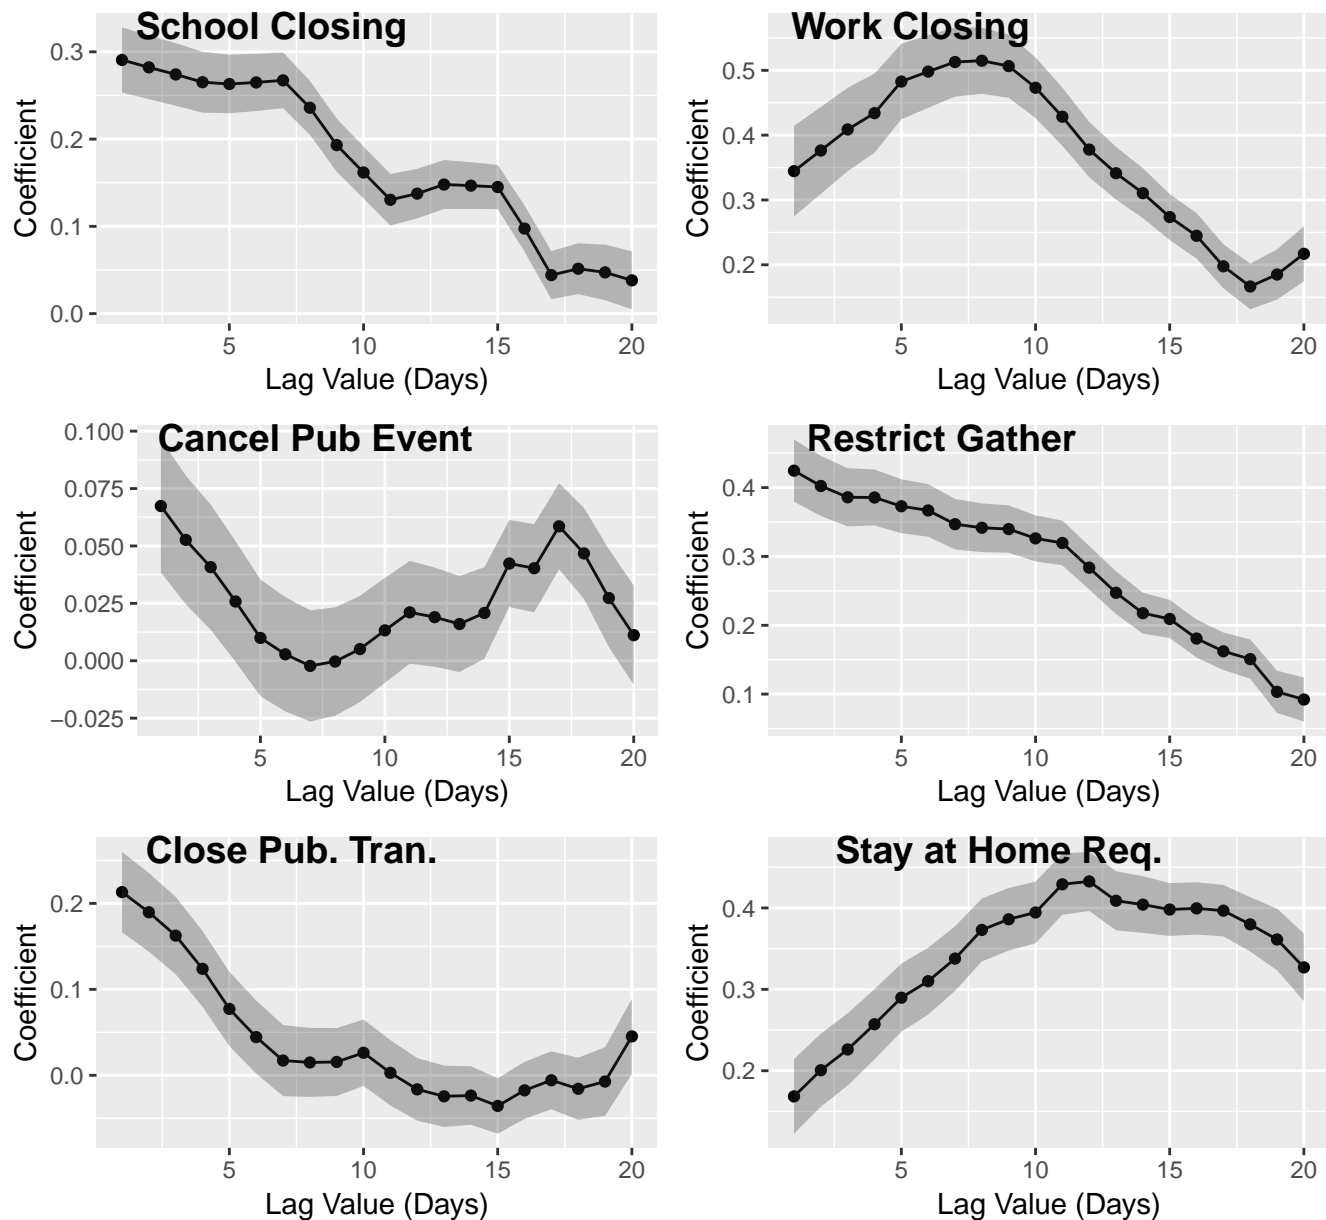 School Closing
0.3
0.2
0.1
0.0
Coefficient
5 10 15 20
Lag Value (Days)
Work Closing
0.5
0.4
0.3
0.2
Coefficient
5 10 15 20
Lag Value (Days)
Cancel Pub Event
0.100
0.075
0.050
0.025
0.000
−0.025
Coefficient
5 10 15 20
Lag Value (Days)
Restrict Gather
0.4
0.3
0.2
0.1
Coefficient
5 10 15 20
Lag Value (Days)
Close Pub. Tran.
0.2
0.1
0.0
Coefficient
5 10 15 20
Lag Value (Days)
Stay at Home Req.
0.4
0.3
0.2
Coefficient
5 10 15 20
Lag Value (Days)